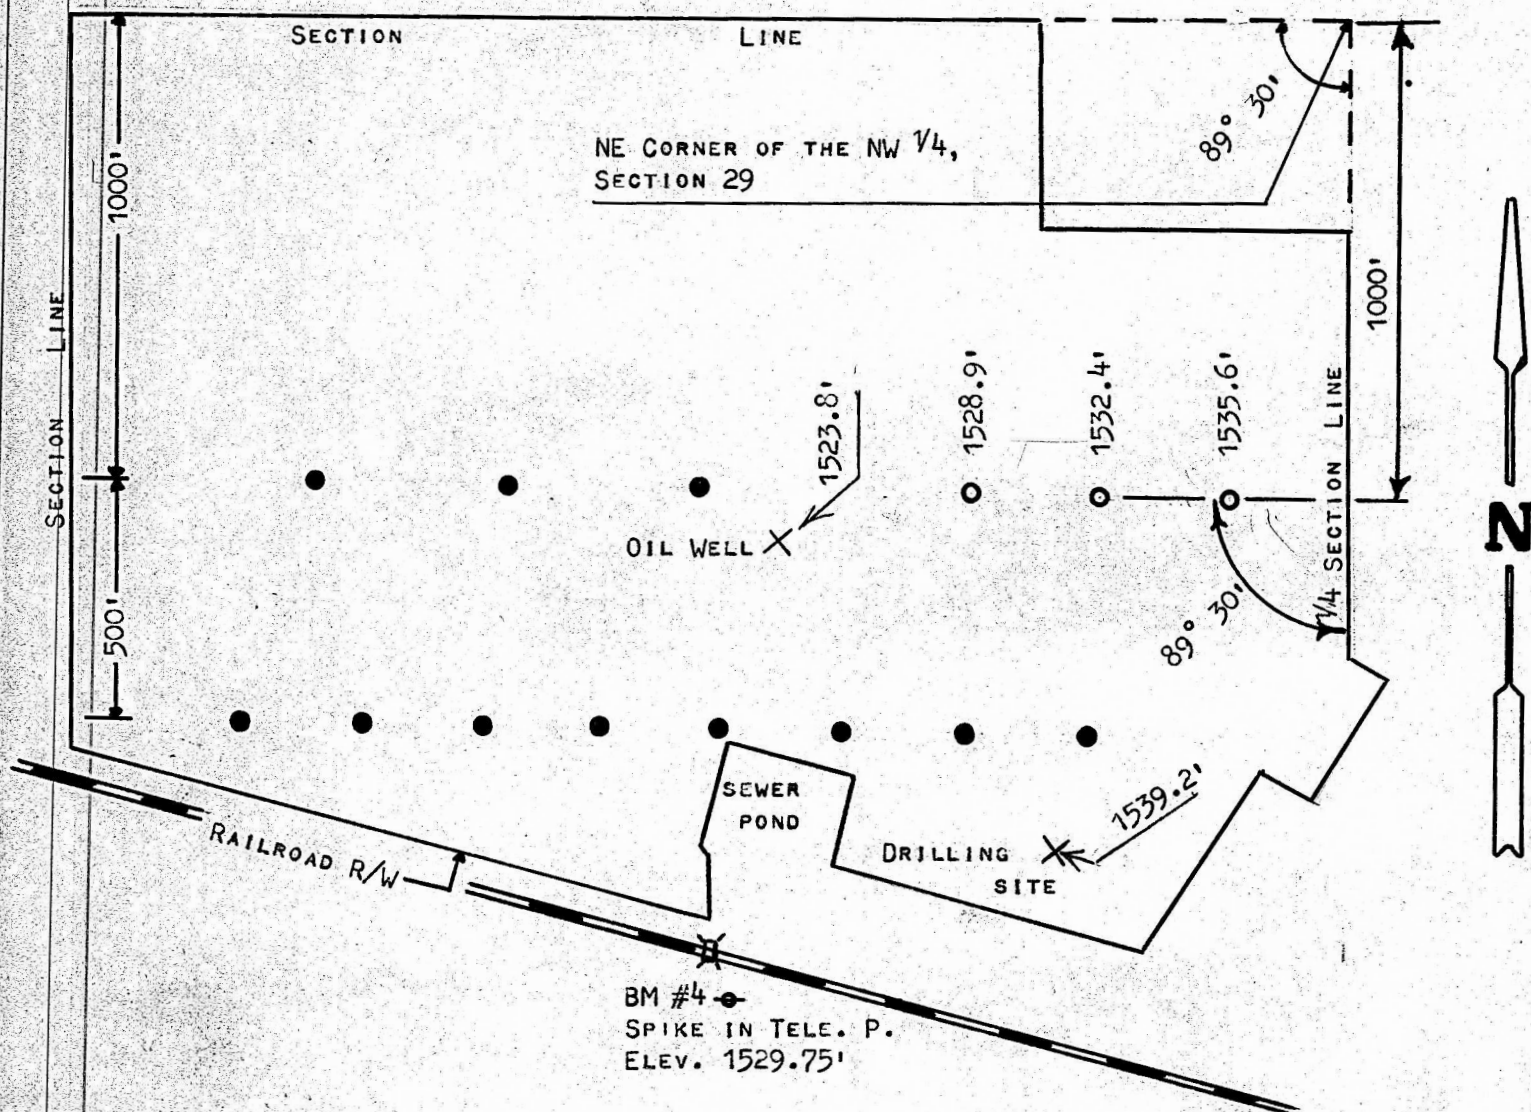 SECTION LINE
89° 30'
NE CORNER OF THE NW 1/4,
SECTION 29
1000'
1000'
SECTION LINE
1523.8'
1528.9'
1532.4'
1535.6'
1/4 SECTION LINE
N
OIL WELL
500'
89° 30'
SEWER
POND
1539.2'
DRILLING
SITE
RAILROAD R/W
BM #4
SPIKE IN TELE. P.
ELEV. 1529.75'